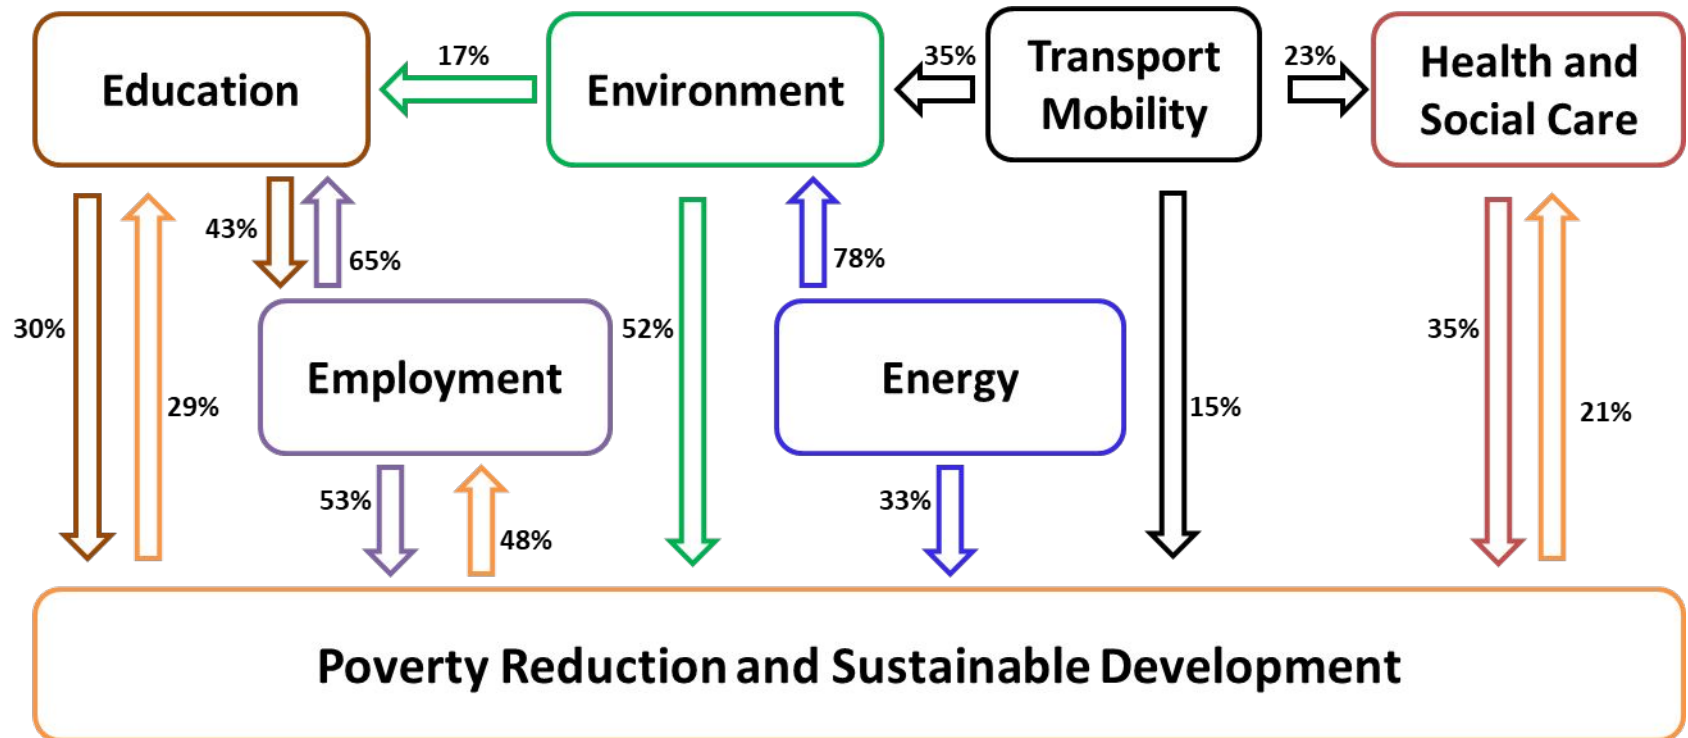 Education
17%
Environment
35%
Transport
Mobility
23%
Health and
Social Care
43%
65%
78%
30%
29%
52%
35%
15%
21%
Employment
Energy
53%
48%
33%
Poverty Reduction and Sustainable Development